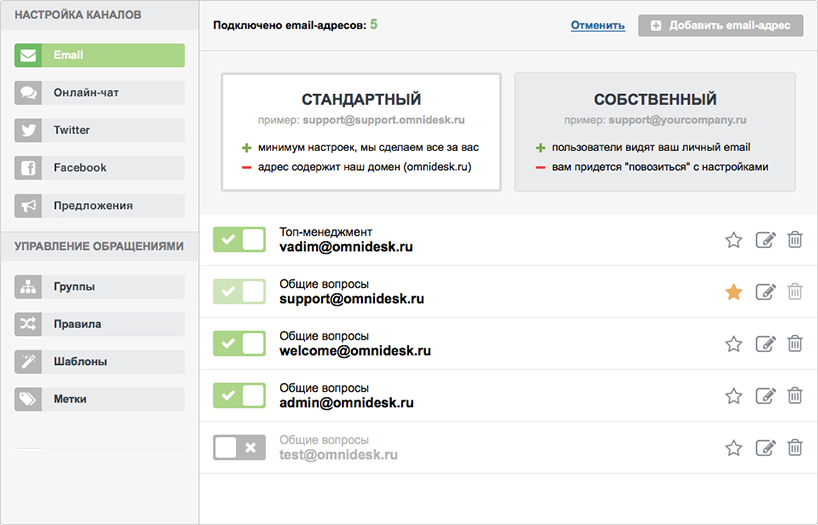 НАСТРОЙКА КАНАЛОВ
Email
Онлайн-чат
Twitter
Facebook
Предложения
УПРАВЛЕНИЕ ОБРАЩЕНИЯМИ
Группы
Правила
Шаблоны
Метки
Подключено email-адресов: 5
Отменить
Добавить email-адрес
СТАНДАРТНЫЙ
пример: support@support.omnidesk.ru
+ минимум настроек, мы сделаем все за вас
− адрес содержит наш домен (omnidesk.ru)
СОБСТВЕННЫЙ
пример: support@yourcompany.ru
+ пользователи видят ваш личный email
− вам придется "повозиться" с настройками
Топ-менеджмент
vadim@omnidesk.ru
Общие вопросы
support@omnidesk.ru
Общие вопросы
welcome@omnidesk.ru
Общие вопросы
admin@omnidesk.ru
Общие вопросы
test@omnidesk.ru